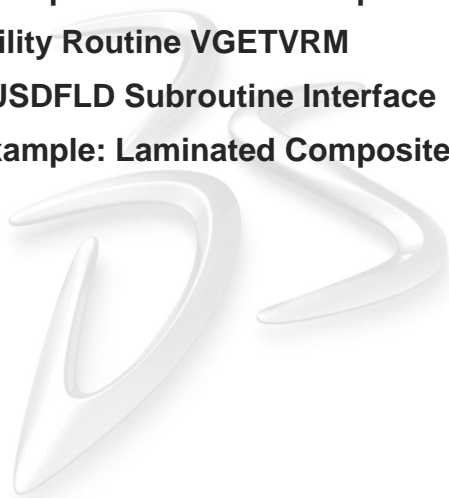 ility Routine VGETVRM
USDFLD Subroutine Interface
xample: Laminated Composite